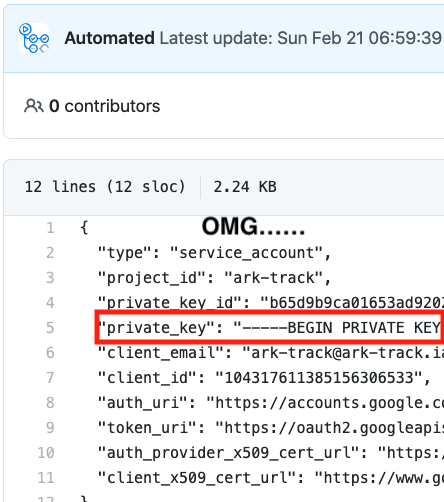 Automated Latest update: Sun Feb 21 06:59:39
0 contributors
12 lines (12 sloc) 2.24 KB
OMG......
1 {
2 "type": "service_account",
3 "project_id": "ark-track",
4 "private_key_id": "b65d9b9ca01653ad9202
5 "private_key": "-----BEGIN PRIVATE KEY
6 "client_email": "ark-track@ark-track.ia
7 "client_id": "104317611385156306533",
8 "auth_uri": "https://accounts.google.co
9 "token_uri": "https://oauth2.googleapis
10 "auth_provider_x509_cert_url": "https:/
11 "client_x509_cert_url": "https://www.go
12 }